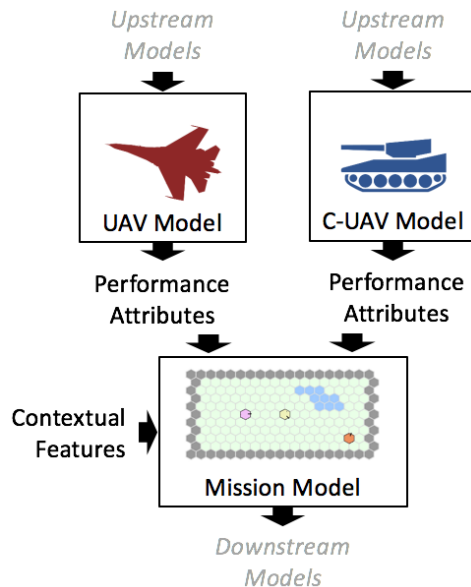 Upstream
Models
Upstream
Models
UAV Model
C-UAV Model
Performance
Attributes
Performance
Attributes
Contextual
Features
Mission Model
Downstream
Models